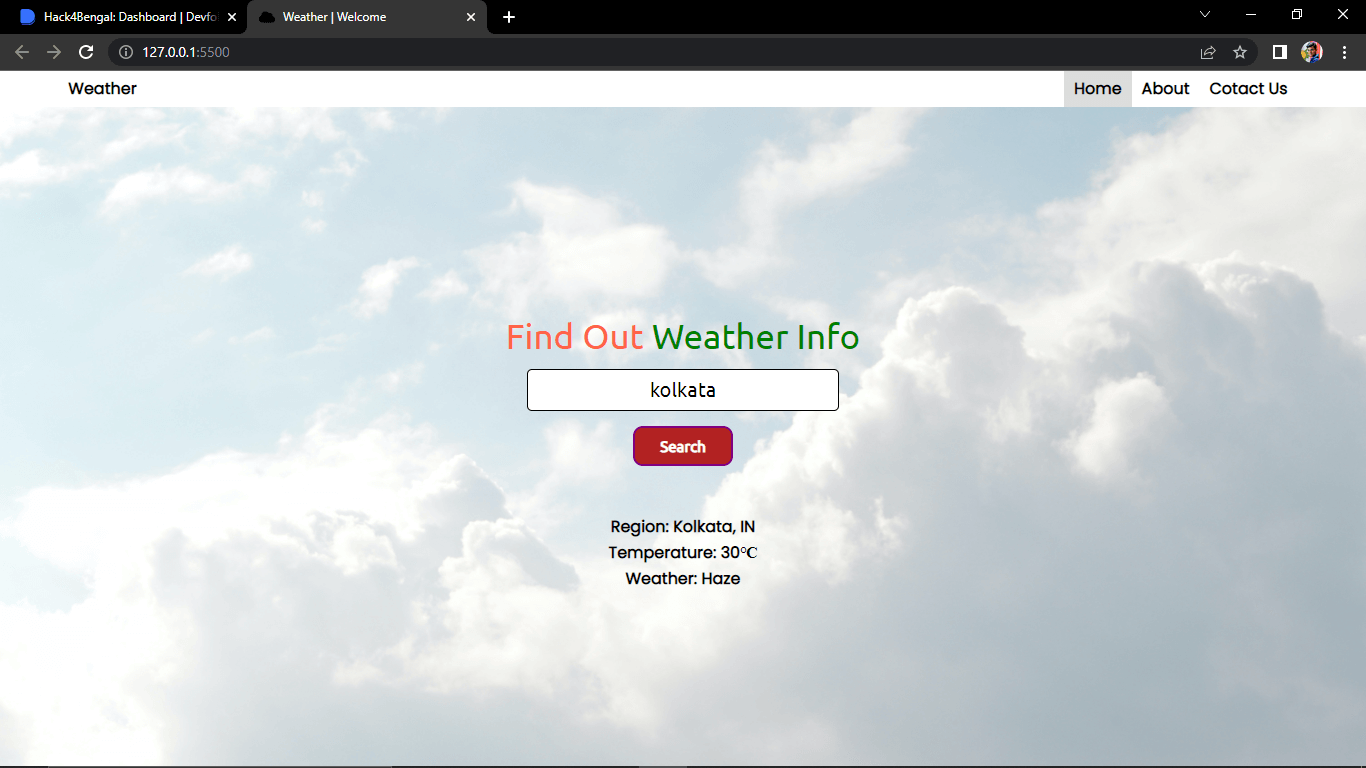 Hack4Bengal: Dashboard | Devfo
Weather | Welcome
127.0.0.1:5500
Weather
Home
About
Cotact Us
Find Out Weather Info
kolkata
Search
Region: Kolkata, IN
Temperature: 30℃
Weather: Haze